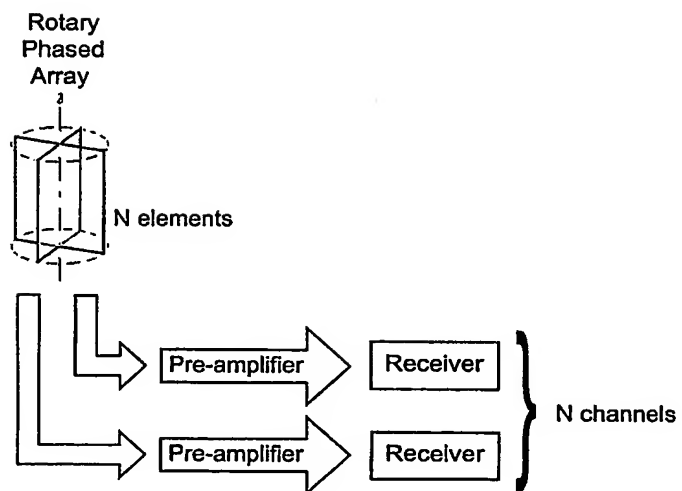 Rotary
Phased
Array
a
N elements
Pre-amplifier
Receiver
Pre-amplifier
Receiver
N channels